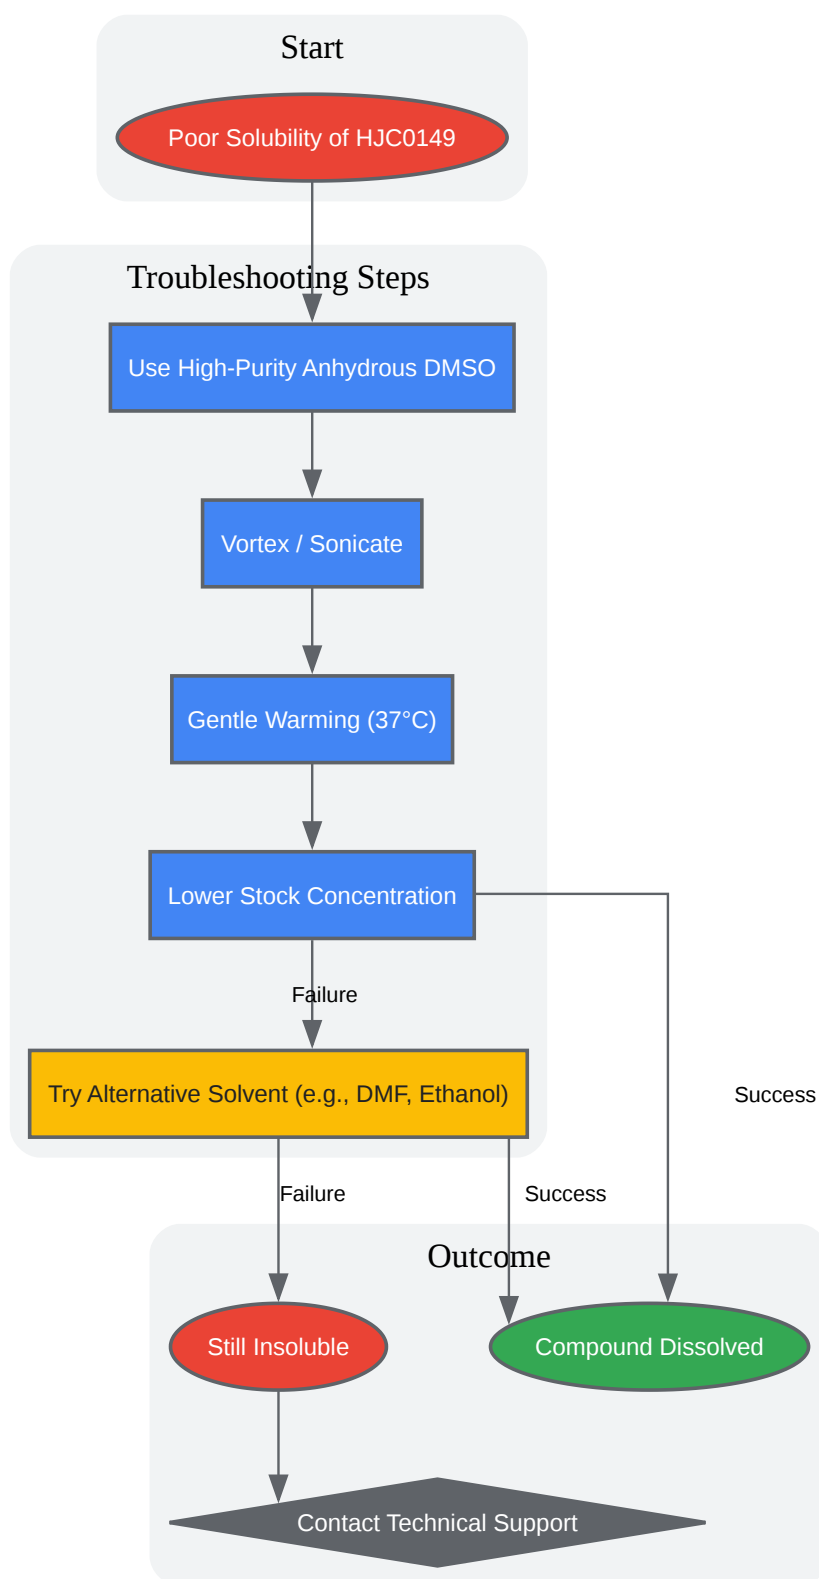 Start
Poor Solubility of HJC0149
Troubleshooting Steps
Use High-Purity Anhydrous DMSO
Vortex / Sonicate
Gentle Warming (37°C)
Lower Stock Concentration
Failure
Try Alternative Solvent (e.g., DMF, Ethanol)
Success
Failure
Success
Outcome
Still Insoluble
Compound Dissolved
Contact Technical Support